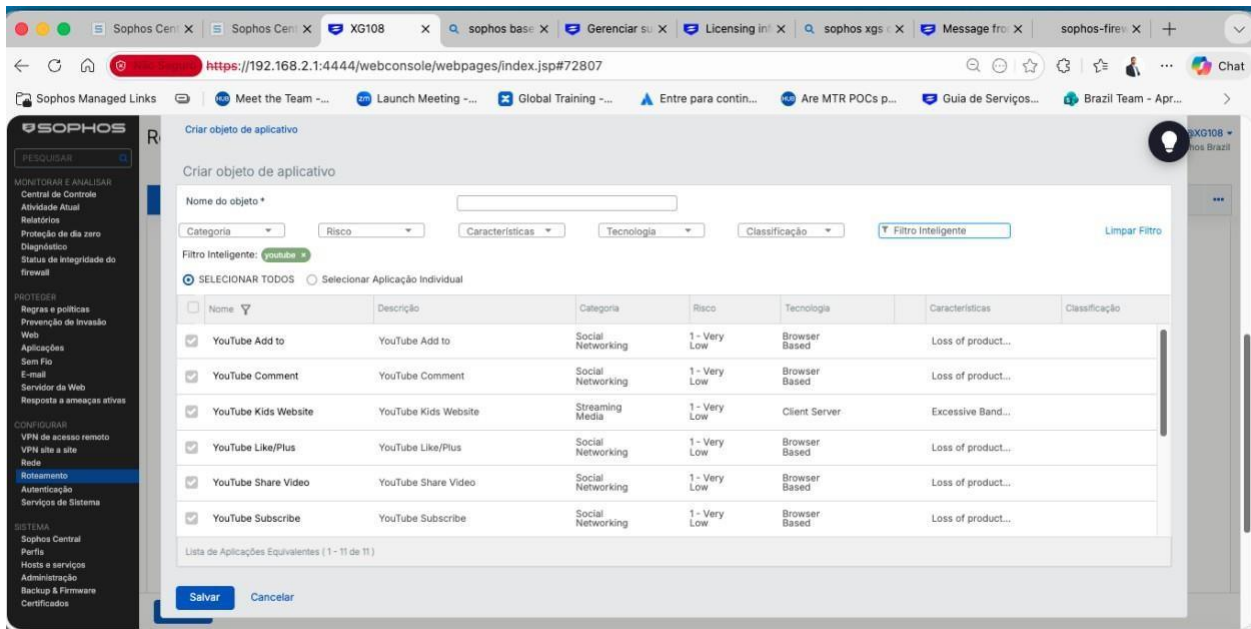 Sophos Cen
Sophos Cen
XG108
sophos base
Gerenciar su
Licensing inf
sophos xgs
Message fro
sophos-firew
Não Seguro https://192.168.2.1:4444/webconsole/webpages/index.jsp#72807
Chat
Sophos Managed Links
Meet the Team -...
Launch Meeting -...
Global Training -...
Entre para contin...
Are MTR POCs p...
Guia de Serviços...
Brazil Team - Apr...
SOPHOS
PESQUISAR
MONITORAR E ANALISAR
Central de Controle
Atividade Atual
Relatórios
Proteção de dia zero
Diagnóstico
Status de integridade do
firewall
PROTEGER
Regras e políticas
Prevenção de Invasão
Web
Aplicações
Sem Fio
E-mail
Servidor da Web
Resposta a ameaças ativas
CONFIGURAR
VPN de acesso remoto
VPN site a site
Rede
Roteamento
Autenticação
Serviços de Sistema
SISTEMA
Sophos Central
Perfis
Hosts e serviços
Administração
Backup & Firmware
Certificados
Criar objeto de aplicativo
@XG108
hos Brazil
Criar objeto de aplicativo
Nome do objeto *
Categoria Risco Características Tecnologia Classificação Filtro Inteligente Limpar Filtro
Filtro Inteligente: youtube ×
SELECIONAR TODOS Selecionar Aplicação Individual
Nome Descrição Categoria Risco Tecnologia Características Classificação
YouTube Add to YouTube Add to Social Networking 1 - Very Low Browser Based Loss of product...
YouTube Comment YouTube Comment Social Networking 1 - Very Low Browser Based Loss of product...
YouTube Kids Website YouTube Kids Website Streaming Media 1 - Very Low Client Server Excessive Band...
YouTube Like/Plus YouTube Like/Plus Social Networking 1 - Very Low Browser Based Loss of product...
YouTube Share Video YouTube Share Video Social Networking 1 - Very Low Browser Based Loss of product...
YouTube Subscribe YouTube Subscribe Social Networking 1 - Very Low Browser Based Loss of product...
Lista de Aplicações Equivalentes ( 1 - 11 de 11 )
Salvar Cancelar